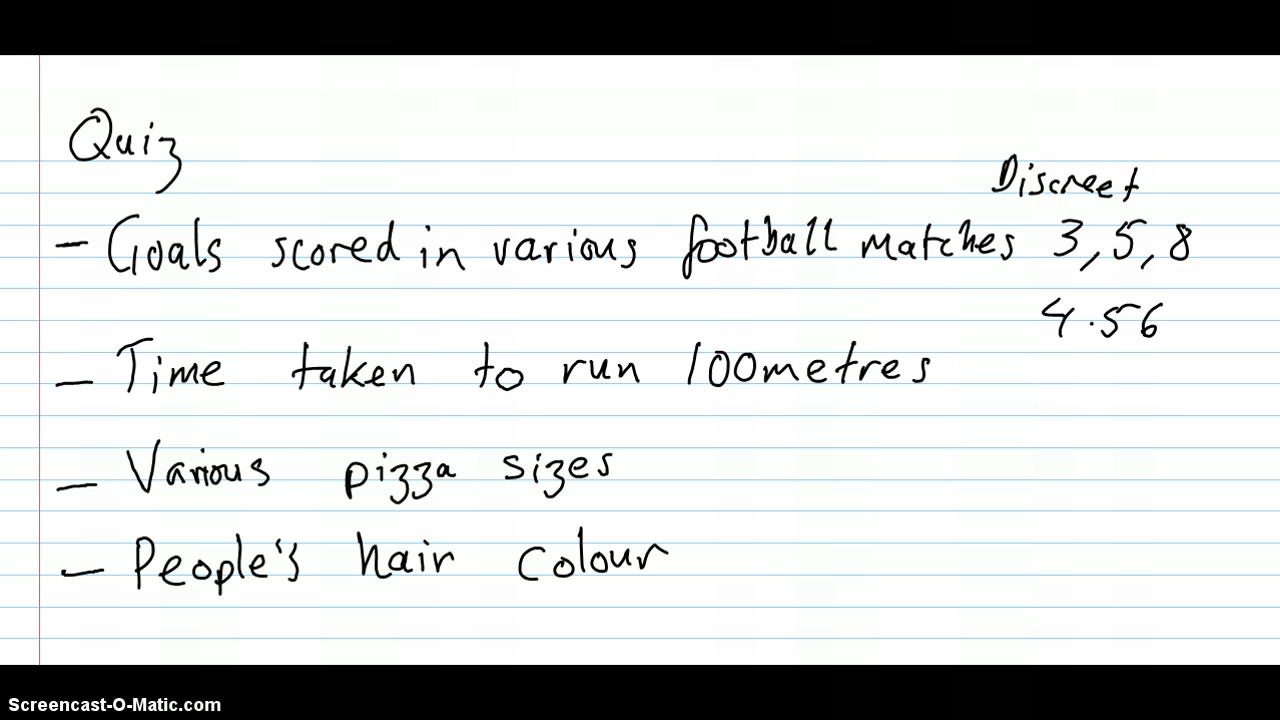 Quiz
Discreet
- Goals scored in various football matches 3, 5, 8
4.56
- Time taken to run 100metres
- Various pizza sizes
- People's hair colour
Screencast-O-Matic.com